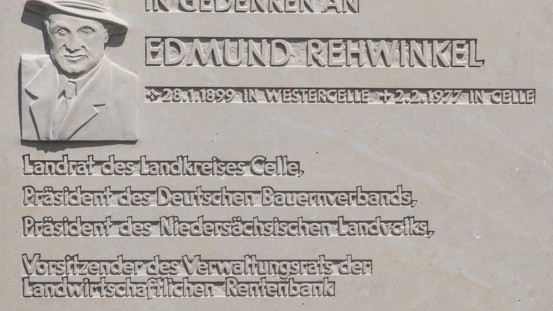 IN GEDENKEN AN
EDMUND REHWINKEL
28.1.1899 IN WESTERCELLE 2.2.1977 IN CELLE
Landrat des Landkreises Celle,
Präsident des Deutschen Bauernverbands,
Präsident des Niedersächsischen Landvolks,
Vorsitzender des Verwaltungsrats der
Landwirtschaftlichen Rentenbank